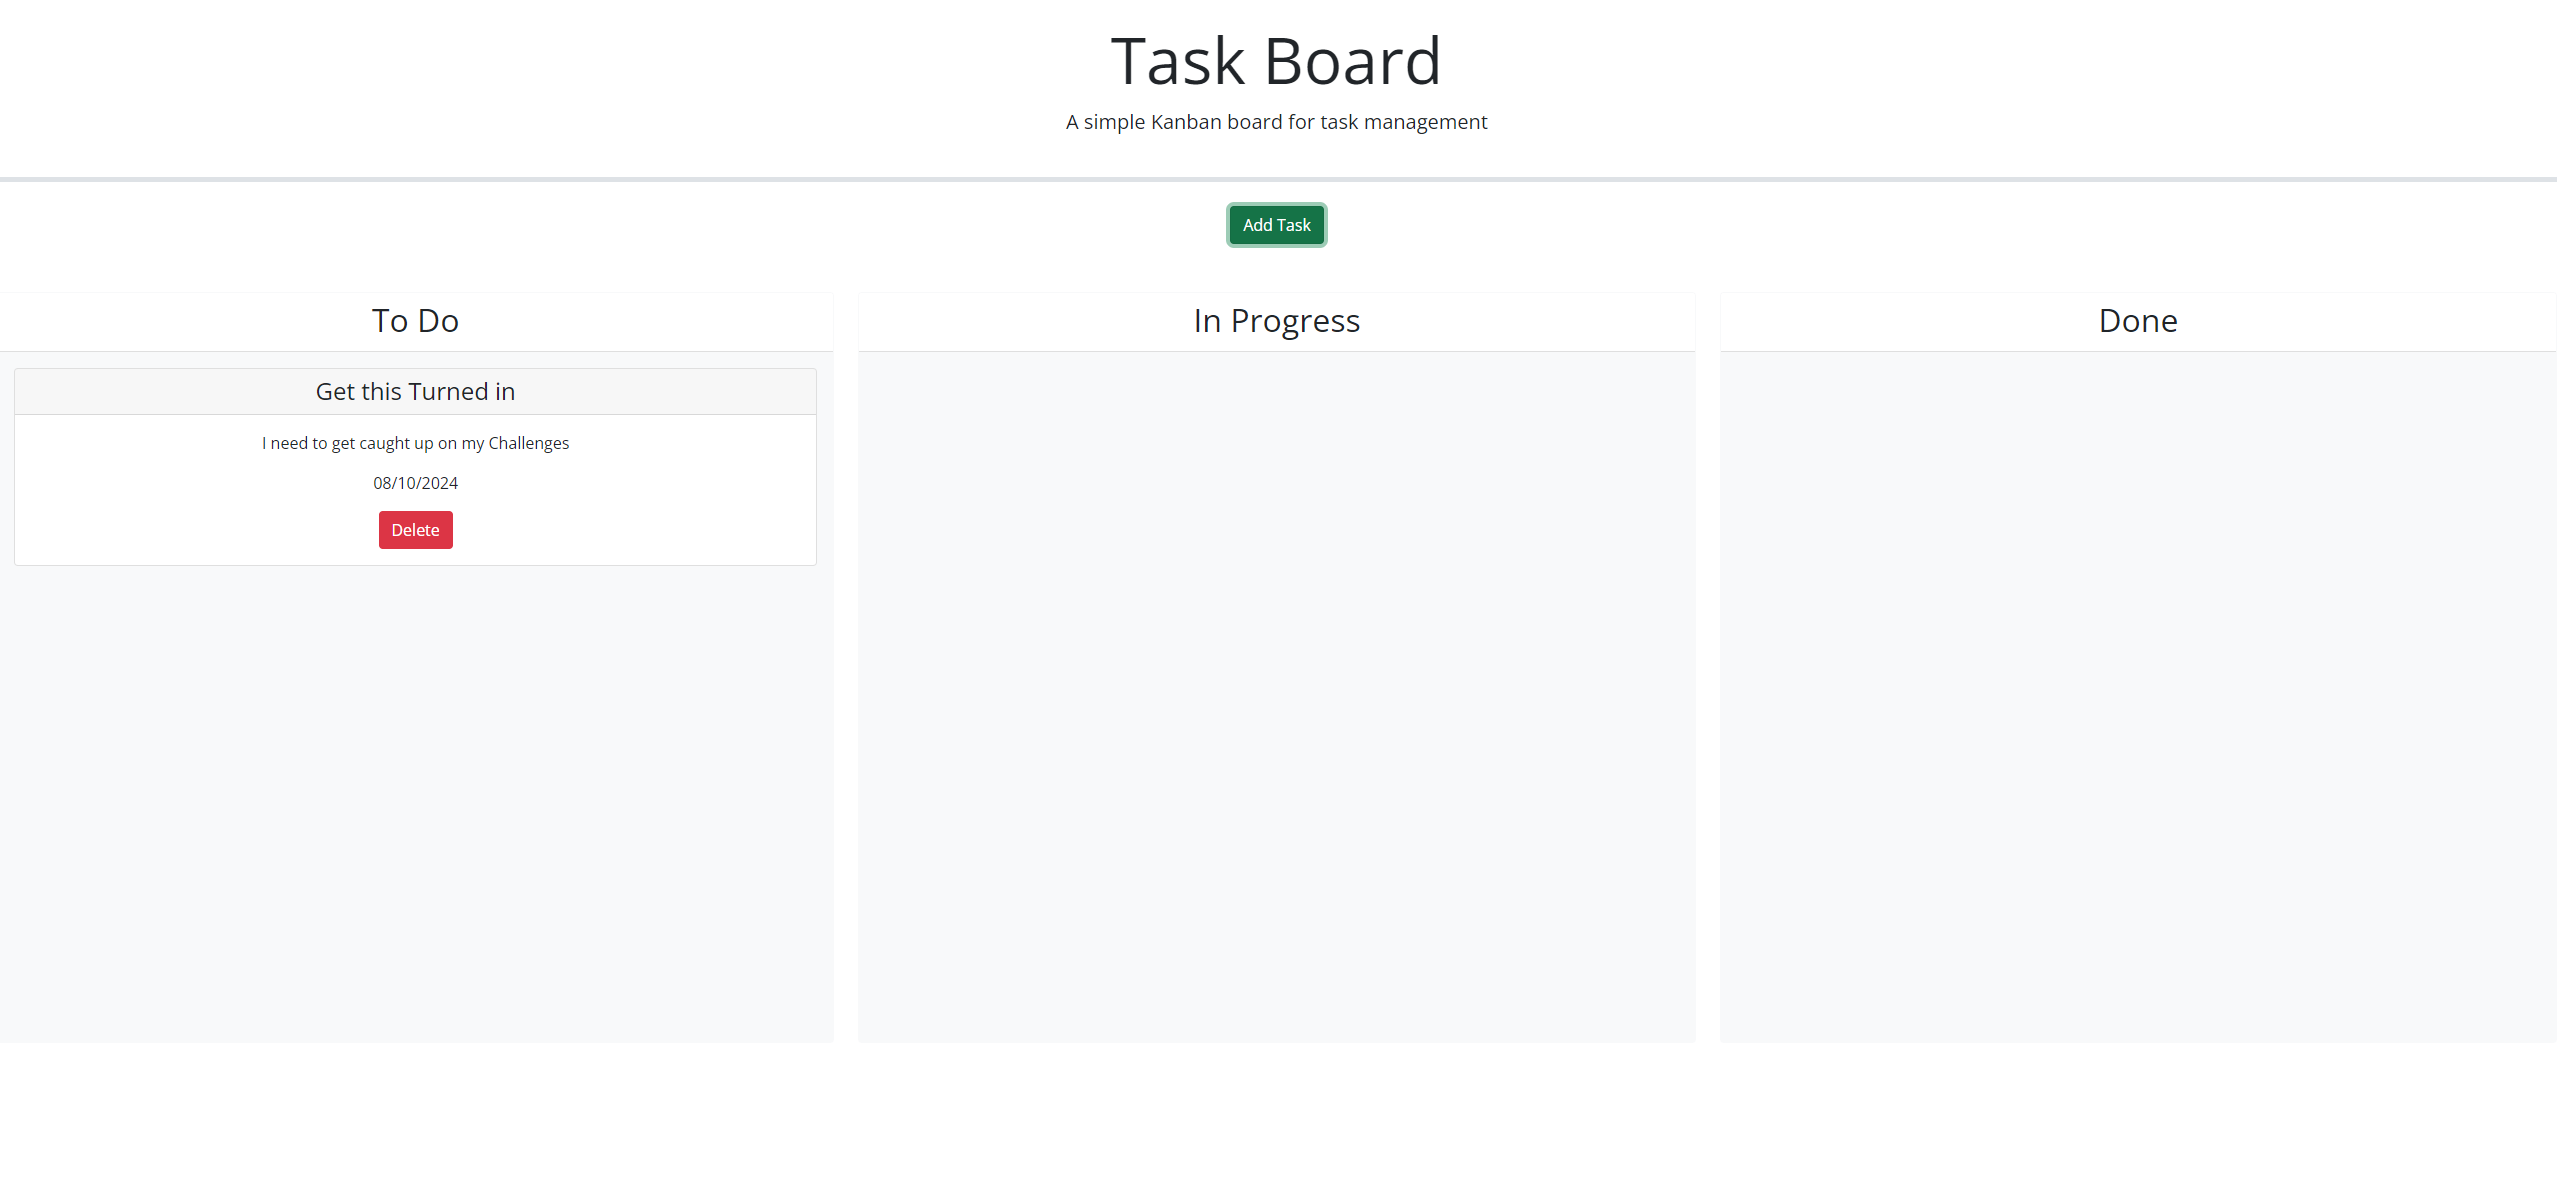 Task Board
A simple Kanban board for task management
Add Task
To Do
Get this Turned in
I need to get caught up on my Challenges
08/10/2024
Delete
In Progress
Done